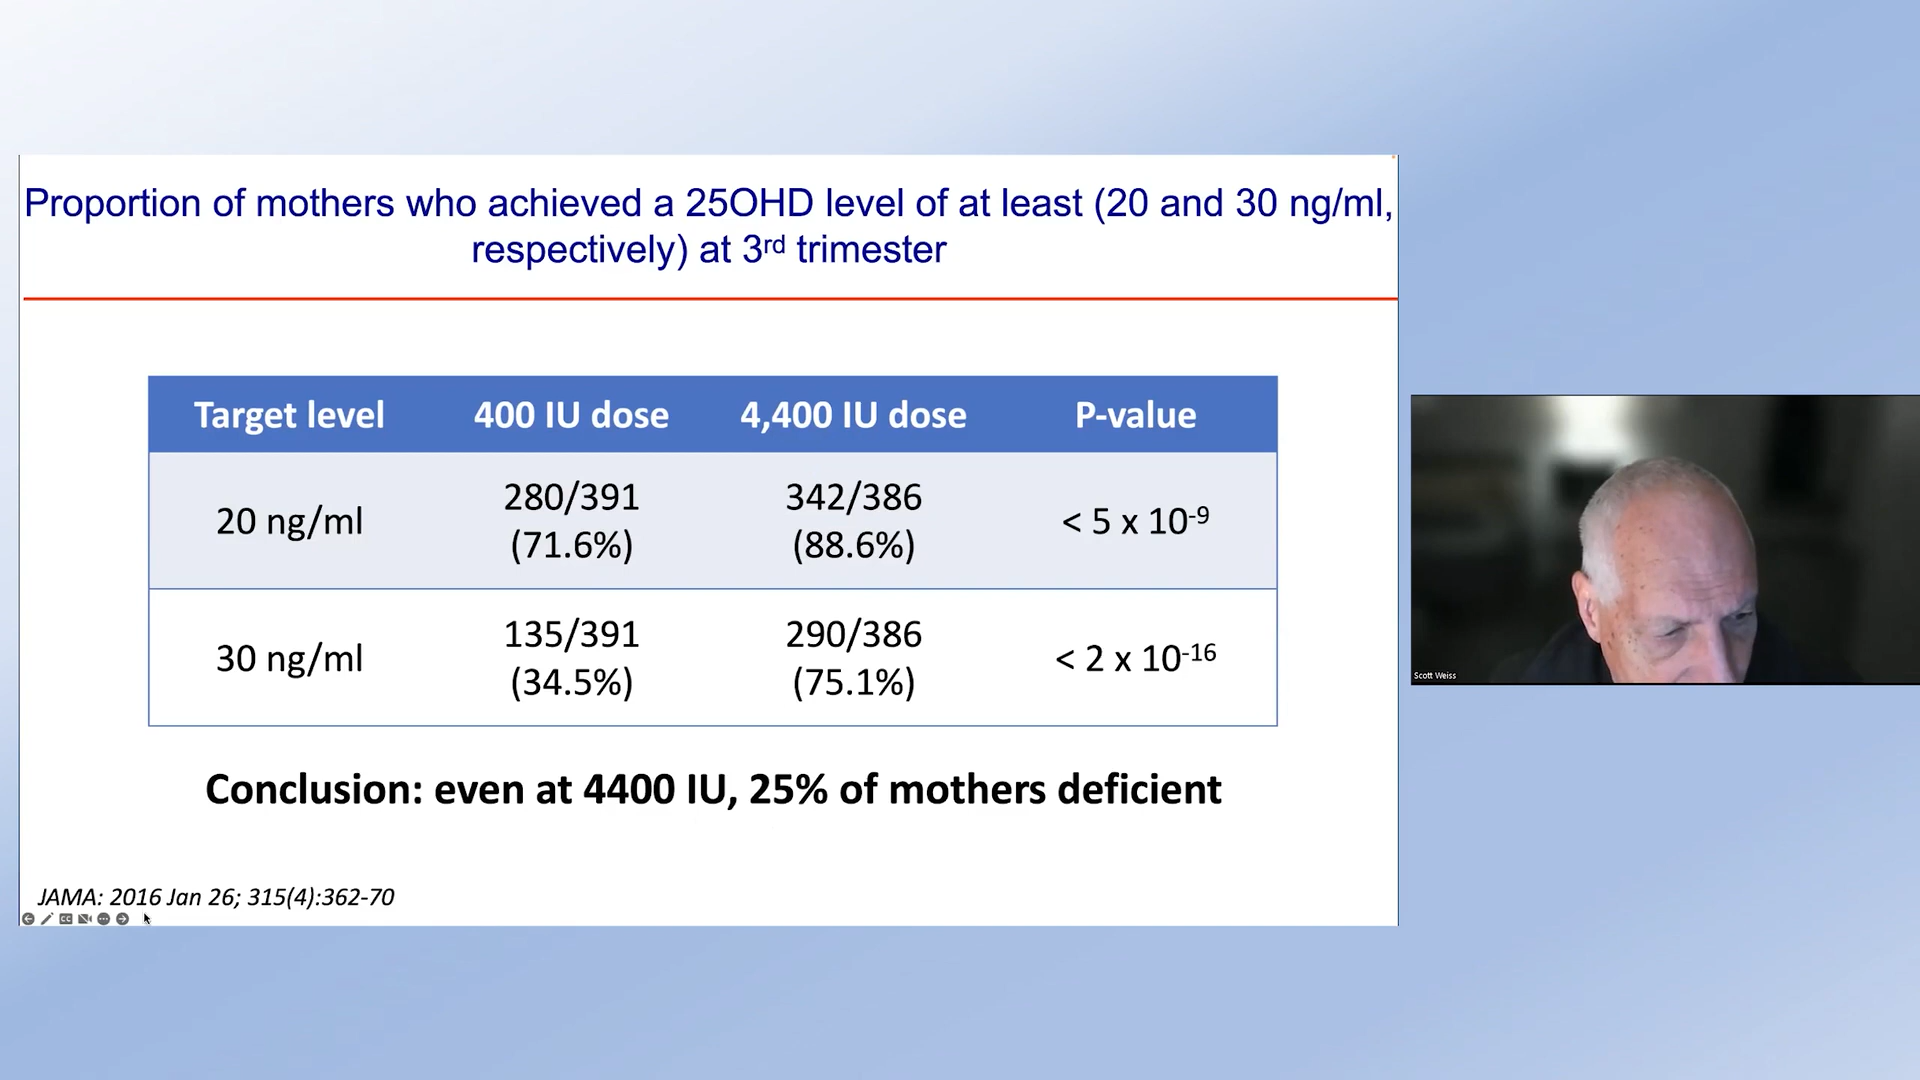 Proportion of mothers who achieved a 25OHD level of at least (20 and 30 ng/ml,
respectively) at 3rd trimester
Target level 400 IU dose 4,400 IU dose P-value
20 ng/ml 280/391 (71.6%) 342/386 (88.6%) < 5 x 10-9
30 ng/ml 135/391 (34.5%) 290/386 (75.1%) < 2 x 10-16
Conclusion: even at 4400 IU, 25% of mothers deficient
JAMA: 2016 Jan 26; 315(4):362-70
CC
Scott Weiss